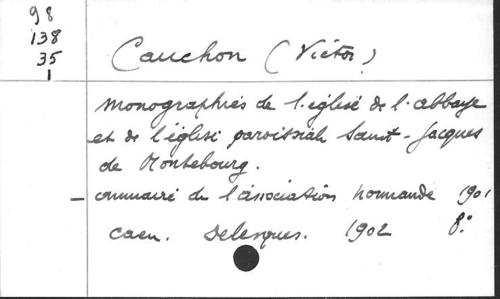 98
138
35
1
Cauchon (Victor)
Monographies de l'église de l'abbaye
et de l'église paroissiale Saint-Jacques
de Montebourg.
- annuaire de l'association normande 1901
Caen. Delesques. 1902 8°